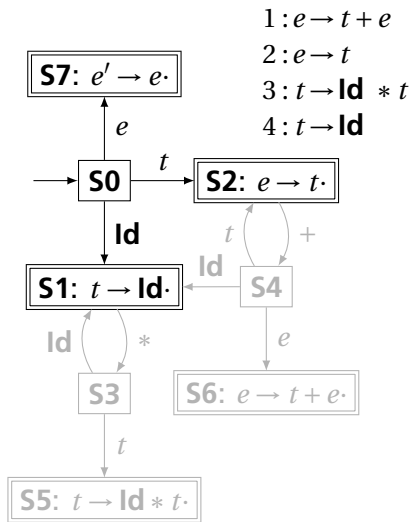 1 : e → t + e
2 : e → t
3 : t → Id * t
4 : t → Id
S7: e′ → e·
e
S0
t
S2: e → t·
Id
t
+
Id
S1: t → Id·
S4
Id
*
e
S3
S6: e → t + e·
t
S5: t → Id * t·